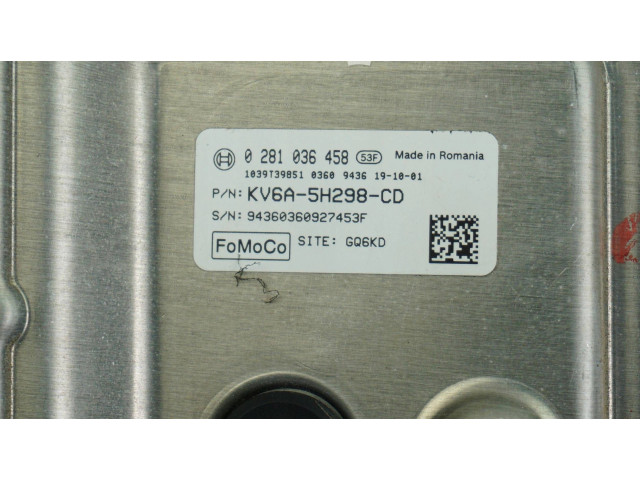 0 281 036 458 53F Made in Romania
1039T39851 0360 9436 19-10-01
P/N: KV6A-5H298-CD
S/N: 94360360927453F
FoMoCo SITE: GQ6KD